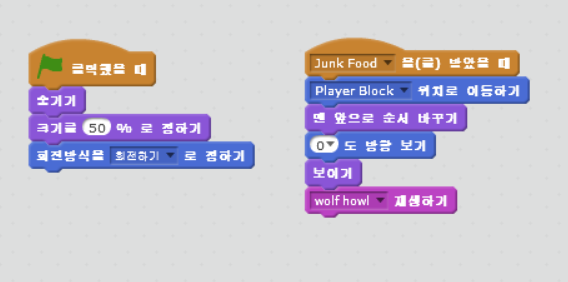 클릭했을 때
숨기기
크기를 50 % 로 정하기
회전방식을 회전하기 로 정하기
Junk Food 을(를) 받았을 때
Player Block 위치로 이동하기
맨 앞으로 순서 바꾸기
0 도 방향 보기
보이기
wolf howl 재생하기